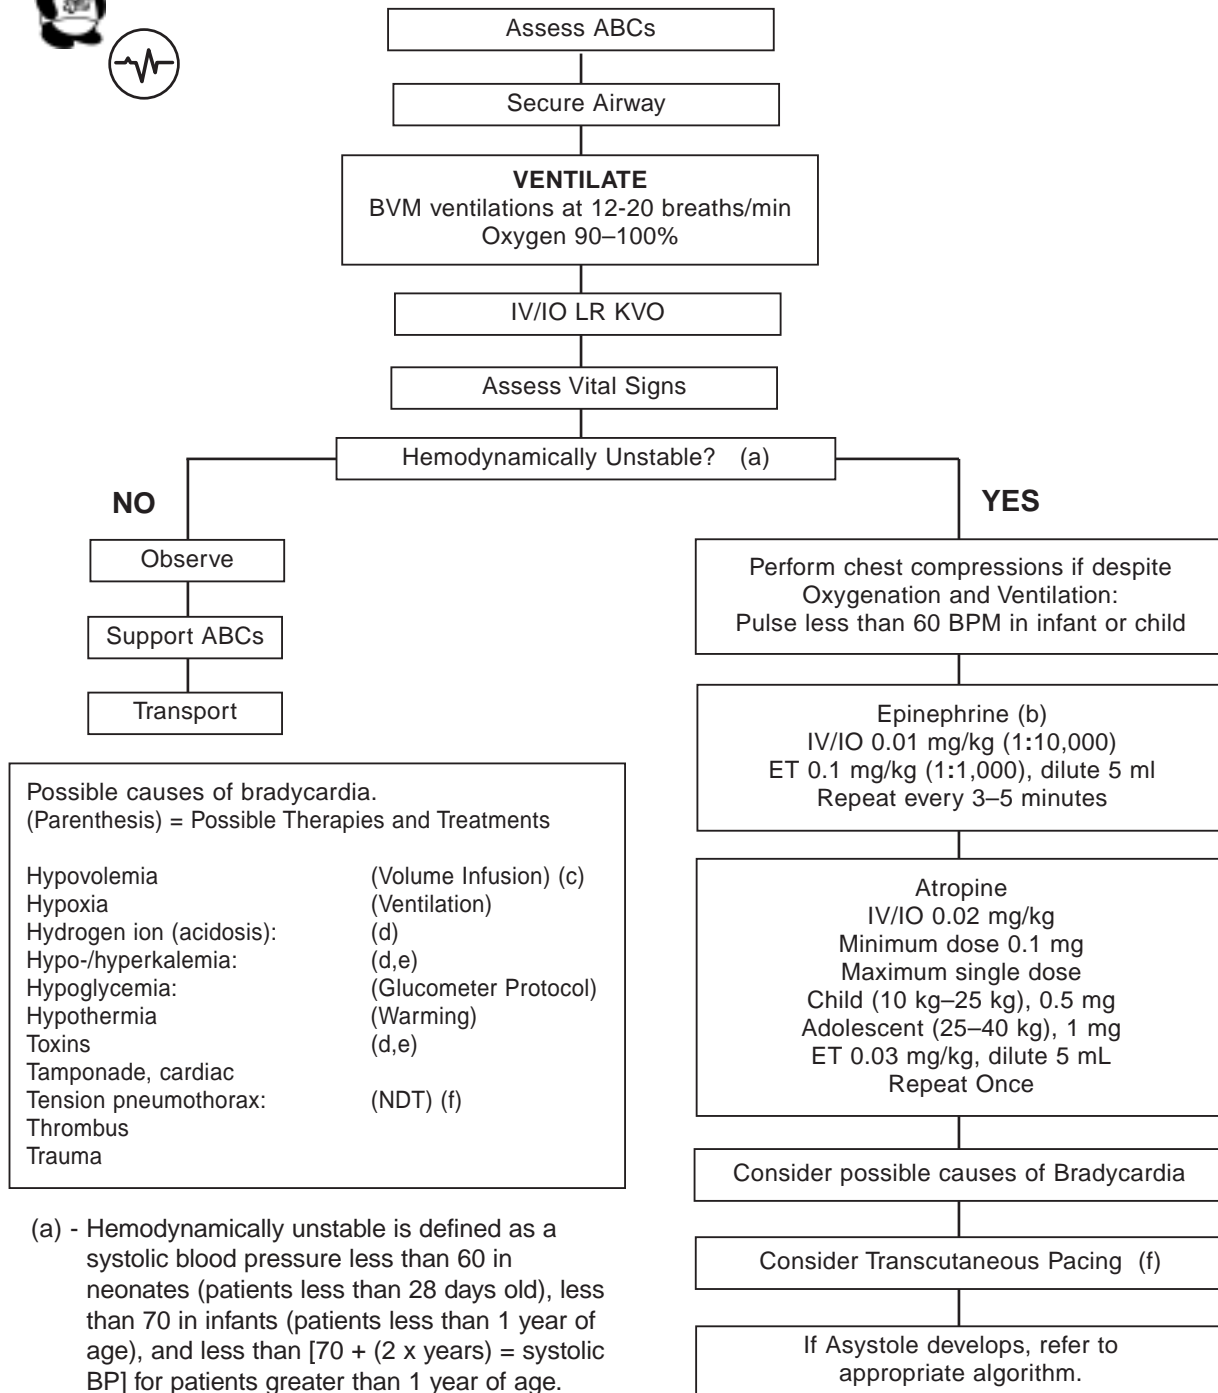 Assess ABCs
Secure Airway
VENTILATE
BVM ventilations at 12-20 breaths/min
Oxygen 90–100%
IV/IO LR KVO
Assess Vital Signs
Hemodynamically Unstable? (a)
NO
Observe
Support ABCs
Transport
YES
Perform chest compressions if despite
Oxygenation and Ventilation:
Pulse less than 60 BPM in infant or child
Epinephrine (b)
IV/IO 0.01 mg/kg (1:10,000)
ET 0.1 mg/kg (1:1,000), dilute 5 ml
Repeat every 3–5 minutes
Atropine
IV/IO 0.02 mg/kg
Minimum dose 0.1 mg
Maximum single dose
Child (10 kg–25 kg), 0.5 mg
Adolescent (25–40 kg), 1 mg
ET 0.03 mg/kg, dilute 5 mL
Repeat Once
Consider possible causes of Bradycardia
Consider Transcutaneous Pacing (f)
If Asystole develops, refer to
appropriate algorithm.
Possible causes of bradycardia.
(Parenthesis) = Possible Therapies and Treatments
Hypovolemia (Volume Infusion) (c)
Hypoxia (Ventilation)
Hydrogen ion (acidosis): (d)
Hypo-/hyperkalemia: (d,e)
Hypoglycemia: (Glucometer Protocol)
Hypothermia (Warming)
Toxins (d,e)
Tamponade, cardiac
Tension pneumothorax: (NDT) (f)
Thrombus
Trauma
(a) - Hemodynamically unstable is defined as a
systolic blood pressure less than 60 in
neonates (patients less than 28 days old), less
than 70 in infants (patients less than 1 year of
age), and less than [70 + (2 x years) = systolic
BP] for patients greater than 1 year of age.